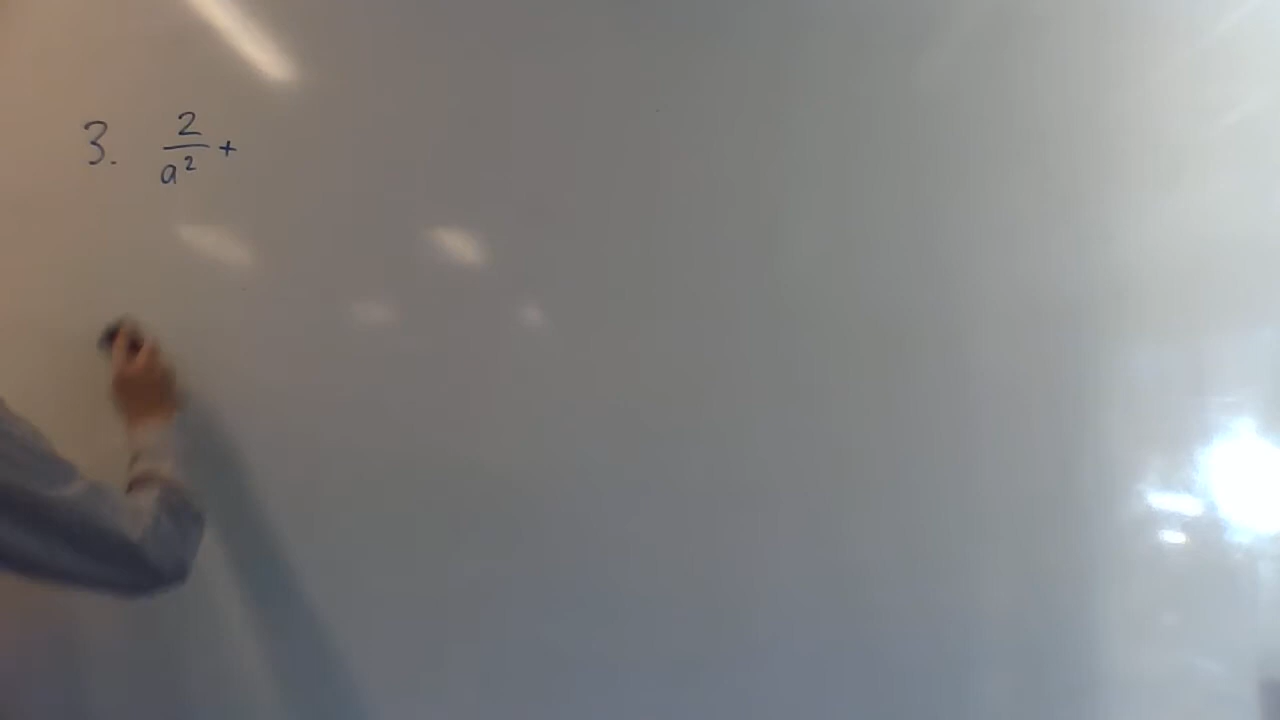 3. 2/a² +